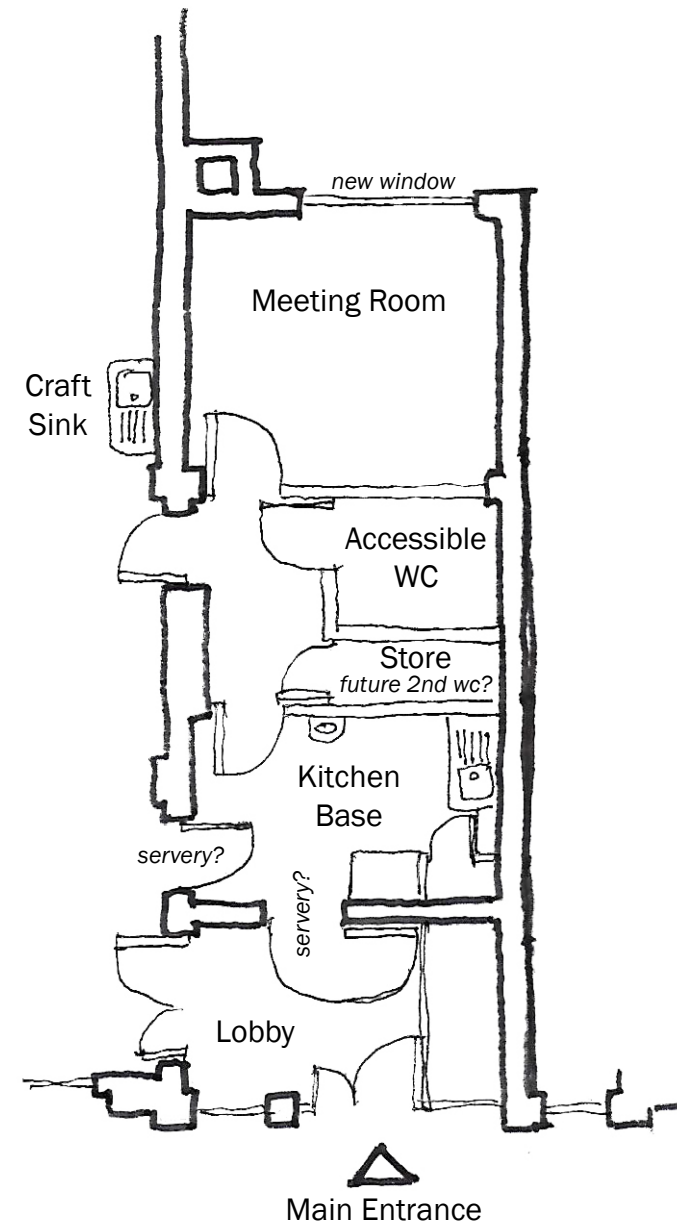 new window
Meeting Room
Craft
Sink
Accessible
WC
Store
future 2nd wc?
Kitchen
Base
servery?
servery?
Lobby
Main Entrance